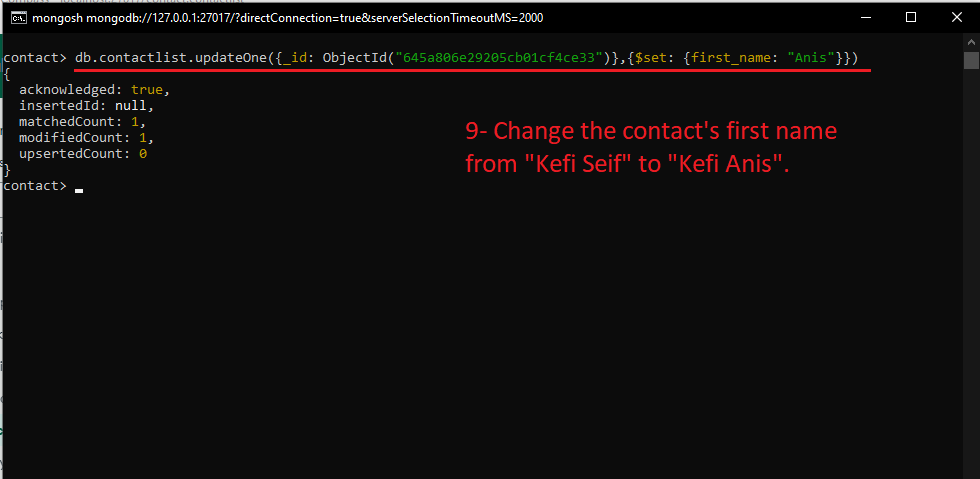 mongosh mongodb://127.0.0.1:27017/?directConnection=true&serverSelectionTimeoutMS=2000
contact> db.contactlist.updateOne({_id: ObjectId("645a806e29205cb01cf4ce33")},{$set: {first_name: "Anis"}})
{
  acknowledged: true,
  insertedId: null,
  matchedCount: 1,
  modifiedCount: 1,
  upsertedCount: 0
}
contact>
9- Change the contact's first name
from "Kefi Seif" to "Kefi Anis".